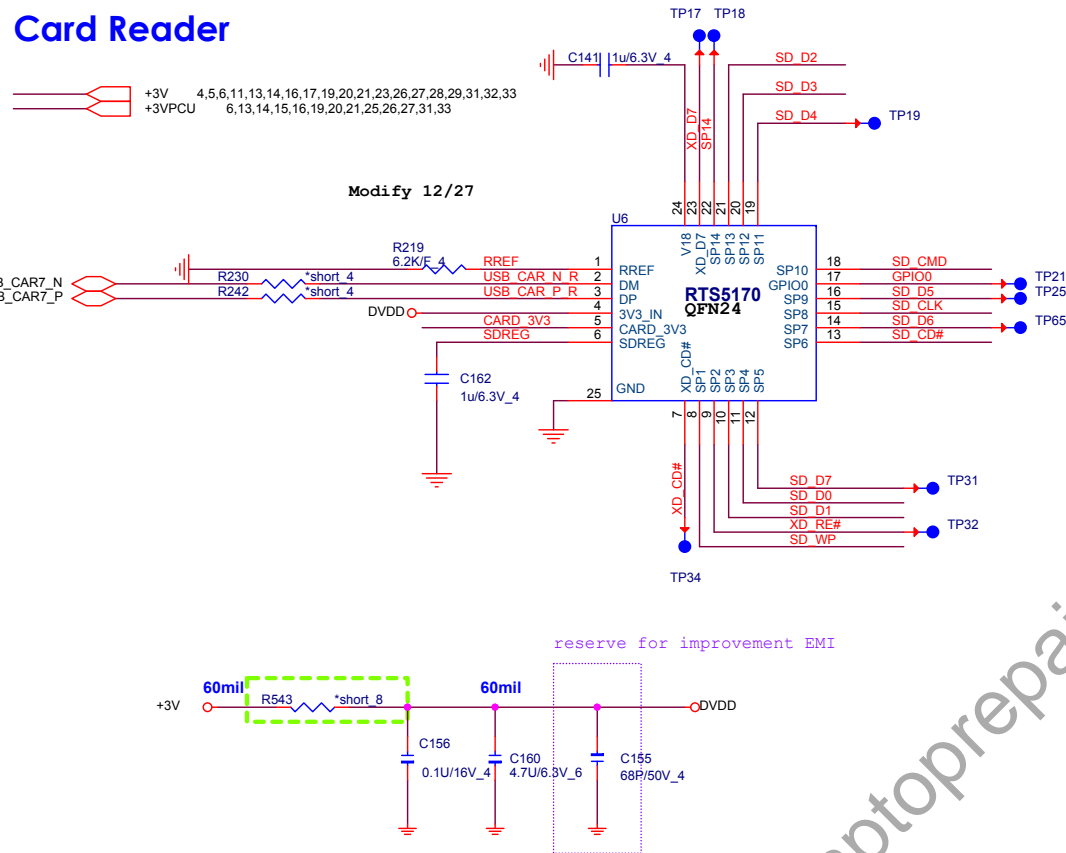 Card Reader
+3V 4,5,6,11,13,14,16,17,19,20,21,23,26,27,28,29,31,32,33
+3VPCU 6,13,14,15,16,19,20,21,25,26,27,31,33
Modify 12/27
TP17 TP18
C141 1u/6.3V_4
SD_D2
SD_D3
SD_D4 TP19
XD_D7
SP14
24 23 22 21 20 19
U6
V18 XD_D7 SP14 SP13 SP12 SP11
R219
6.2K/F_4 RREF 1 RREF
B_CAR7_N R230 *short_4 USB_CAR_N_R 2 DM
B_CAR7_P R242 *short_4 USB_CAR_P_R 3 DP
DVDD 4 3V3_IN
CARD_3V3 5 CARD_3V3
SDREG 6 SDREG
RTS5170
QFN24
SP10 18 SD_CMD
GPIO0 17 GPIO0 TP21
SP9 16 SD_D5 TP25
SP8 15 SD_CLK
SP7 14 SD_D6 TP65
SP6 13 SD_CD#
C162
1u/6.3V_4
25 GND
XD_CD# SP1 SP2 SP3 SP4 SP5
7 8 9 10 11 12
XD_CD#
SD_D7 TP31
SD_D0
SD_D1
XD_RE# TP32
SD_WP
TP34
reserve for improvement EMI
+3V 60mil R543 *short_8 60mil DVDD
C156
0.1U/16V_4
C160
4.7U/6.3V_6
C155
68P/50V_4